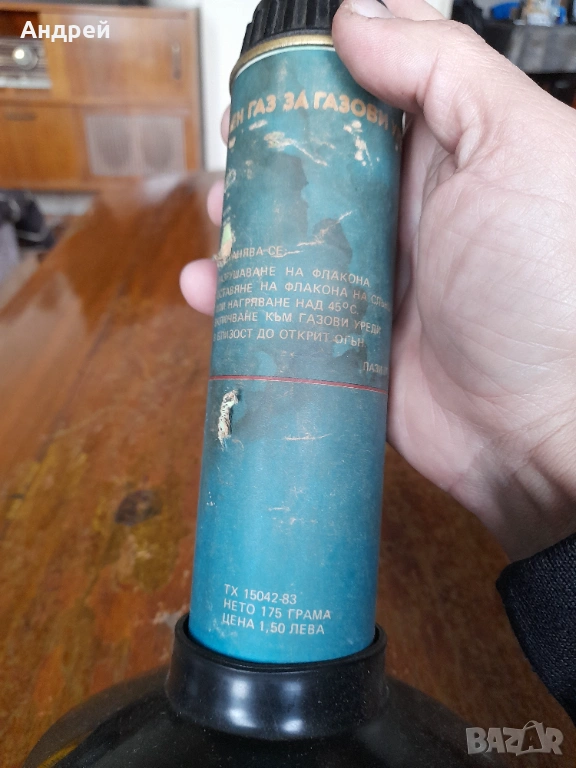 Андрей
ГАЗ ЗА ГАЗОВИ
СЕ
НА ФЛАКОНА
НА ФЛАКОНА НА
НАГРЯВАНЕ НАД 45°С
КЪМ ГАЗОВИ УРЕДИ
БЛИЗОСТ ДО ОТКРИТ ОГЪН
ТХ 15042-83
НЕТО 175 ГРАМА
ЦЕНА 1,50 ЛЕВА
BAZAR